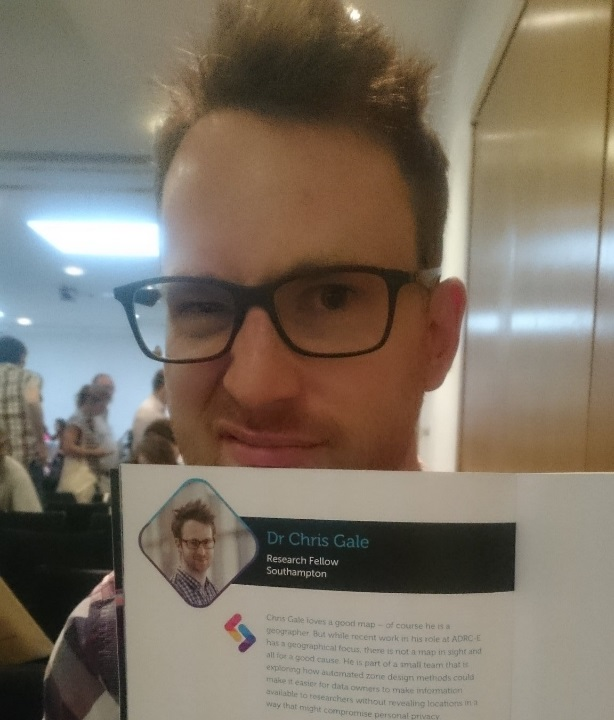 Dr Chris Gale
Research Fellow
Southampton
Chris Gale loves a good map – of course he is a
geographer. But while recent work in his role at ADRC-E
has a geographical focus, there is not a map in sight and
all for a good cause. He is part of a small team that is
exploring how automated zone design methods could
make it easier for data owners to make information
available to researchers without revealing locations in a
way that might compromise personal privacy.